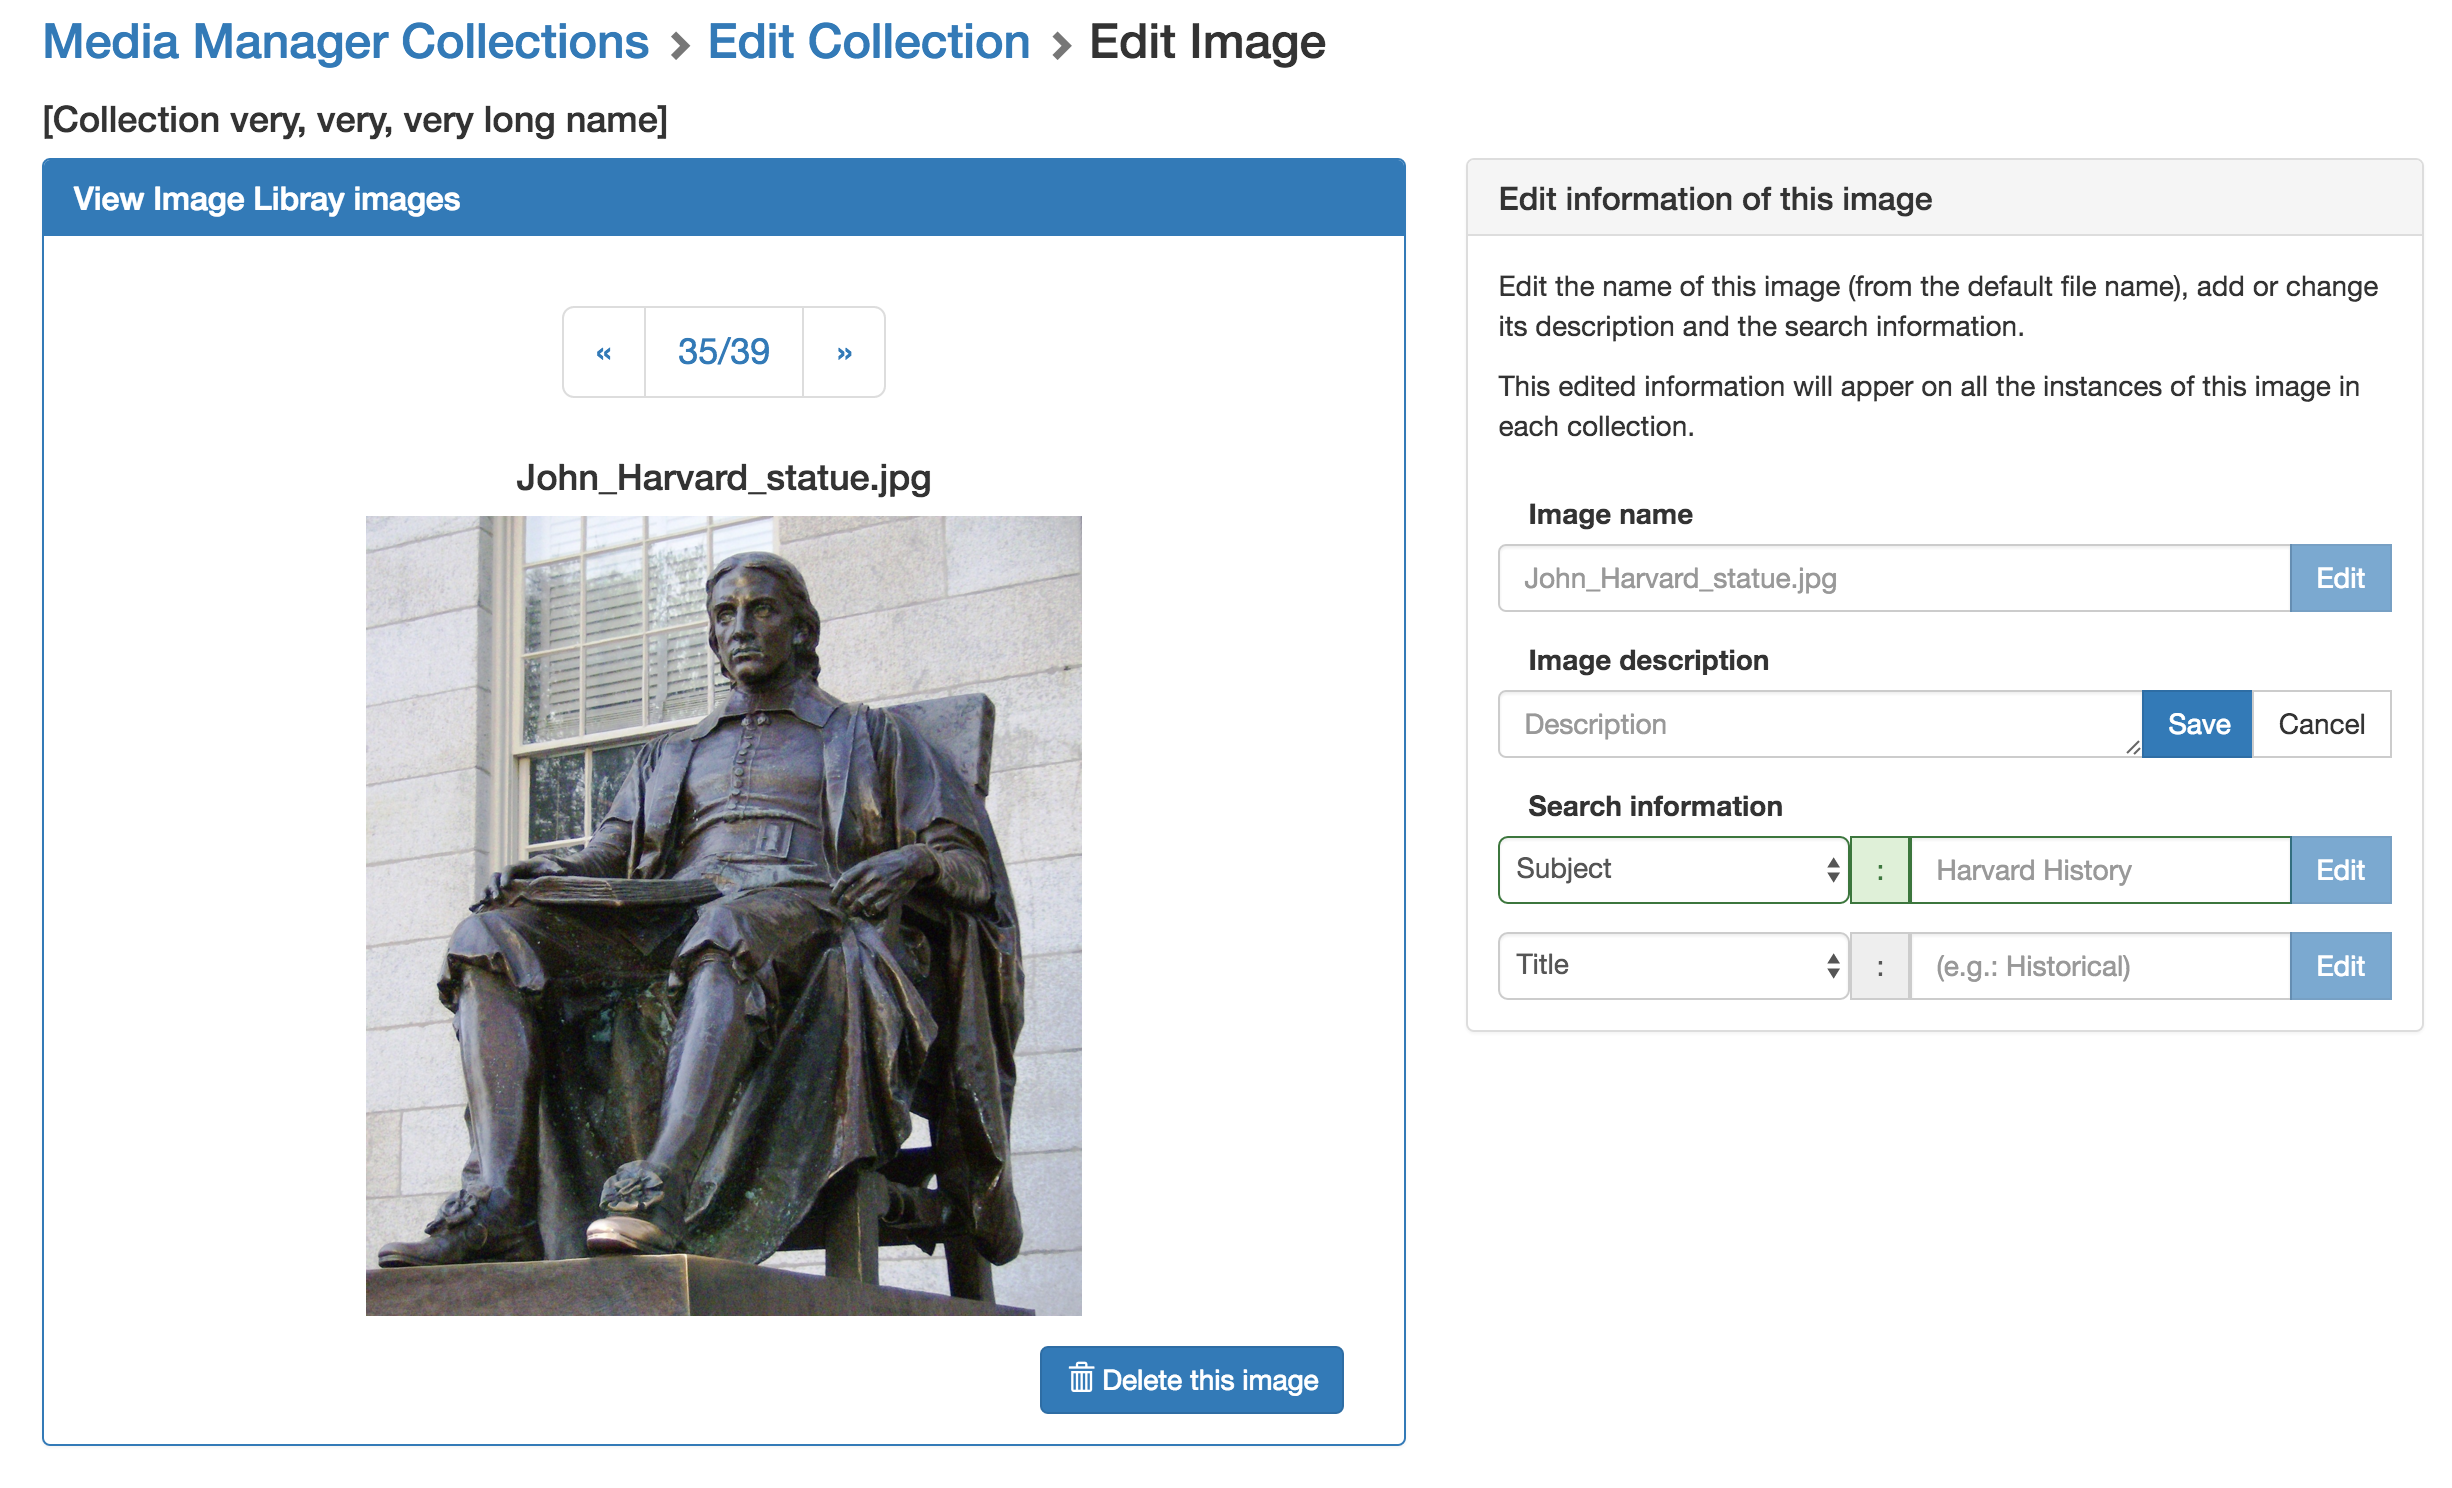 Media Manager Collections > Edit Collection > Edit Image
[Collection very, very, very long name]
View Image Libray images
« 35/39 »
John_Harvard_statue.jpg
Delete this image
Edit information of this image
Edit the name of this image (from the default file name), add or change
its description and the search information.
This edited information will apper on all the instances of this image in
each collection.
Image name
John_Harvard_statue.jpg Edit
Image description
Description Save Cancel
Search information
Subject : Harvard History Edit
Title : (e.g.: Historical) Edit